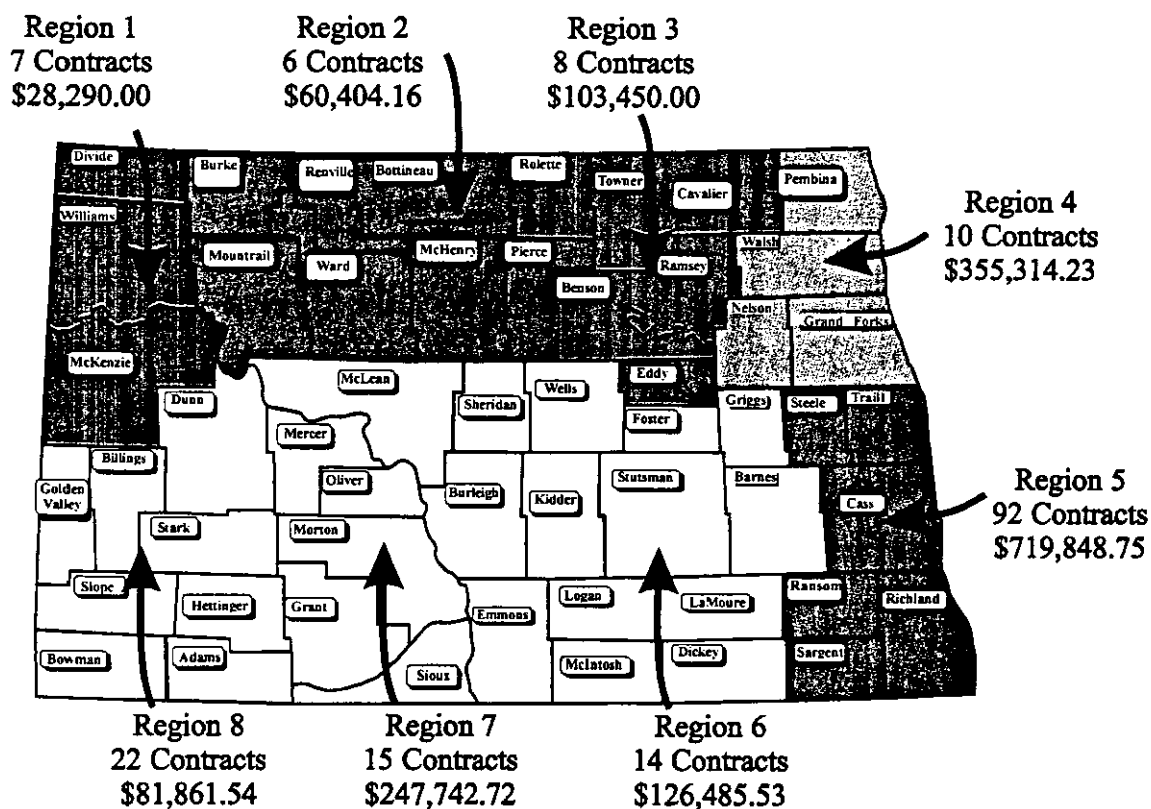 Region 1
7 Contracts
$28,290.00
Region 2
6 Contracts
$60,404.16
Region 3
8 Contracts
$103,450.00
Region 4
10 Contracts
$355,314.23
Region 5
92 Contracts
$719,848.75
Divide
Burke
Renville
Bottineau
Rolette
Towner
Cavalier
Pembina
Williams
Mountrail
Ward
McHenry
Pierce
Benson
Ramsey
Walsh
Nelson
Grand Forks
McKenzie
Dunn
McLean
Sheridan
Wells
Eddy
Foster
Griggs
Steele
Traill
Mercer
Oliver
Billings
Golden
Valley
Stark
Morton
Burleigh
Kidder
Stutsman
Barnes
Cass
Slope
Hettinger
Grant
Emmons
Logan
LaMoure
Ransom
Richland
Bowman
Adams
Sioux
McIntosh
Dickey
Sargent
Region 8
22 Contracts
$81,861.54
Region 7
15 Contracts
$247,742.72
Region 6
14 Contracts
$126,485.53